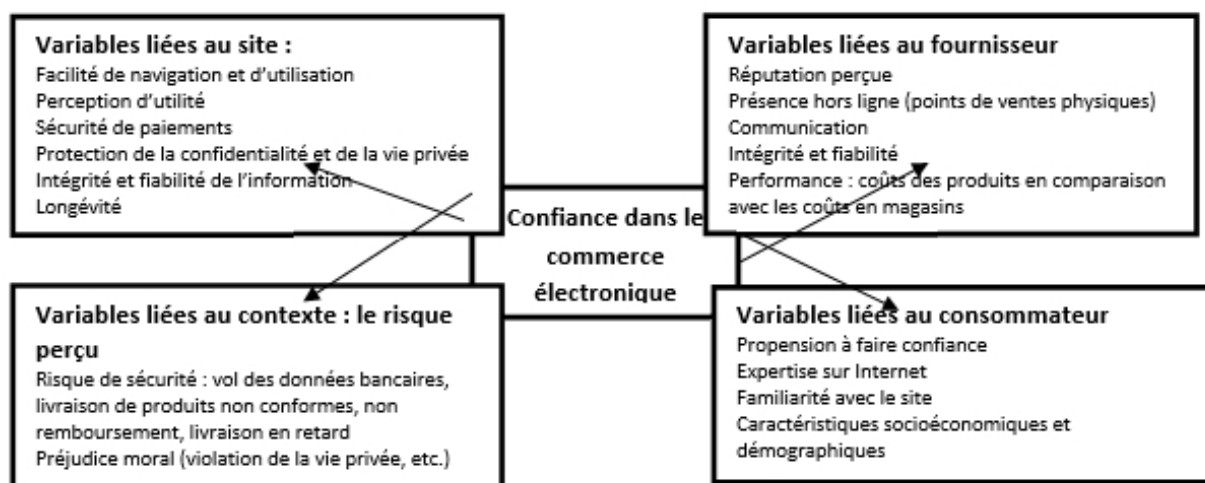 Variables liées au site :
Facilité de navigation et d'utilisation
Perception d'utilité
Sécurité de paiements
Protection de la confidentialité et de la vie privée
Intégrité et fiabilité de l'information
Longévité
Variables liées au fournisseur
Réputation perçue
Présence hors ligne (points de ventes physiques)
Communication
Intégrité et fiabilité
Performance : coûts des produits en comparaison
avec les coûts en magasins
Confiance dans le
commerce
électronique
Variables liées au contexte : le risque
perçu
Risque de sécurité : vol des données bancaires,
livraison de produits non conformes, non
remboursement, livraison en retard
Préjudice moral (violation de la vie privée, etc.)
Variables liées au consommateur
Propension à faire confiance
Expertise sur Internet
Familiarité avec le site
Caractéristiques socioéconomiques et
démographiques